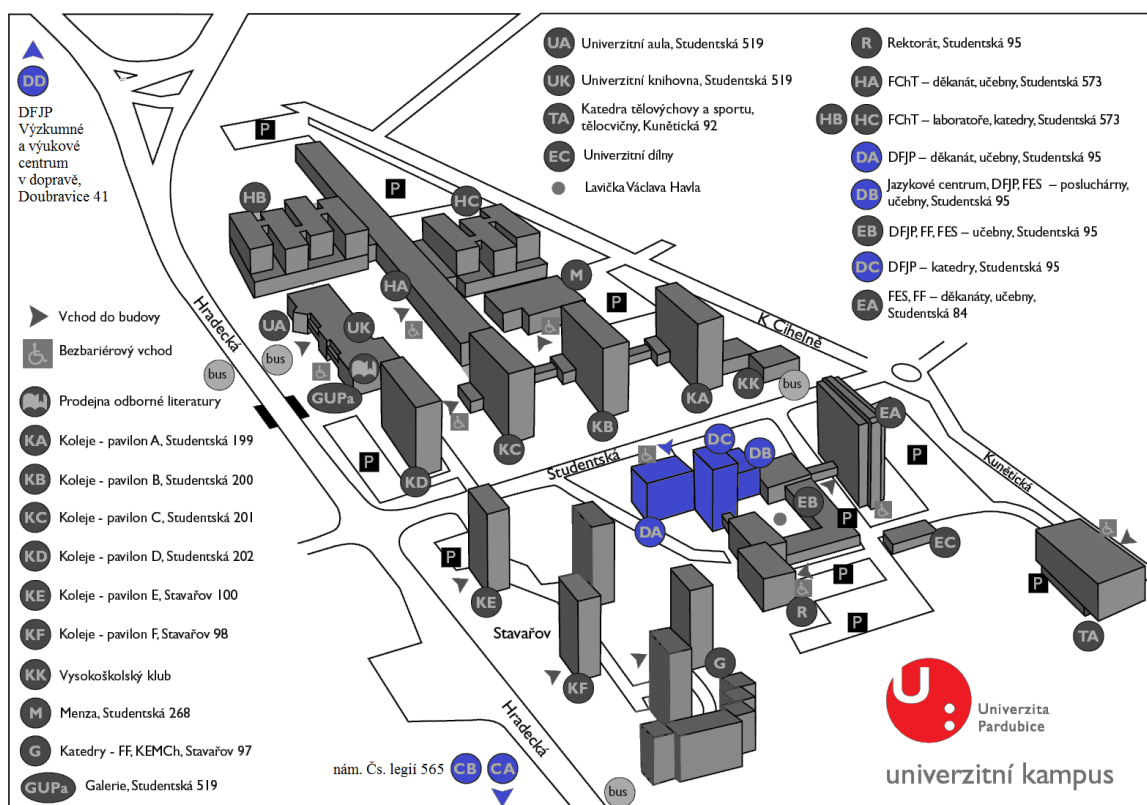 DD
DFJP
Výzkumné
a výukové
centrum
v dopravě,
Doubravice 41
Vchod do budovy
Bezbariérový vchod
Prodejna odborné literatury
KA Koleje - pavilon A, Studentská 199
KB Koleje - pavilon B, Studentská 200
KC Koleje - pavilon C, Studentská 201
KD Koleje - pavilon D, Studentská 202
KE Koleje - pavilon E, Stavařov 100
KF Koleje - pavilon F, Stavařov 98
KK Vysokoškolský klub
M Menza, Studentská 268
G Katedry - FF, KEMCh, Stavařov 97
GUPa Galerie, Studentská 519
UA Univerzitní aula, Studentská 519
UK Univerzitní knihovna, Studentská 519
TA Katedra tělovýchovy a sportu,
tělocvičny, Kunětická 92
EC Univerzitní dílny
Lavička Václava Havla
R Rektorát, Studentská 95
HA FChT – děkanát, učebny, Studentská 573
HB HC FChT – laboratoře, katedry, Studentská 573
DA DFJP – děkanát, učebny, Studentská 95
DB Jazykové centrum, DFJP, FES – posluchárny,
učebny, Studentská 95
EB DFJP, FF, FES – učebny, Studentská 95
DC DFJP – katedry, Studentská 95
EA FES, FF – děkanáty, učebny,
Studentská 84
P
P
HB
HC
M
HA
P
Hradecká
K Cihelně
UA
UK
bus
bus
GUPa
KA
KK
bus
EA
KB
KC
KD
P
Studentská
DC
DB
P
Kunětická
EB
P
DA
EC
P
KE
P
P
R
P
TA
Stavařov
G
KF
Hradecká
nám. Čs. legií 565 CB CA
bus
U:
Univerzita
Pardubice
univerzitní kampus